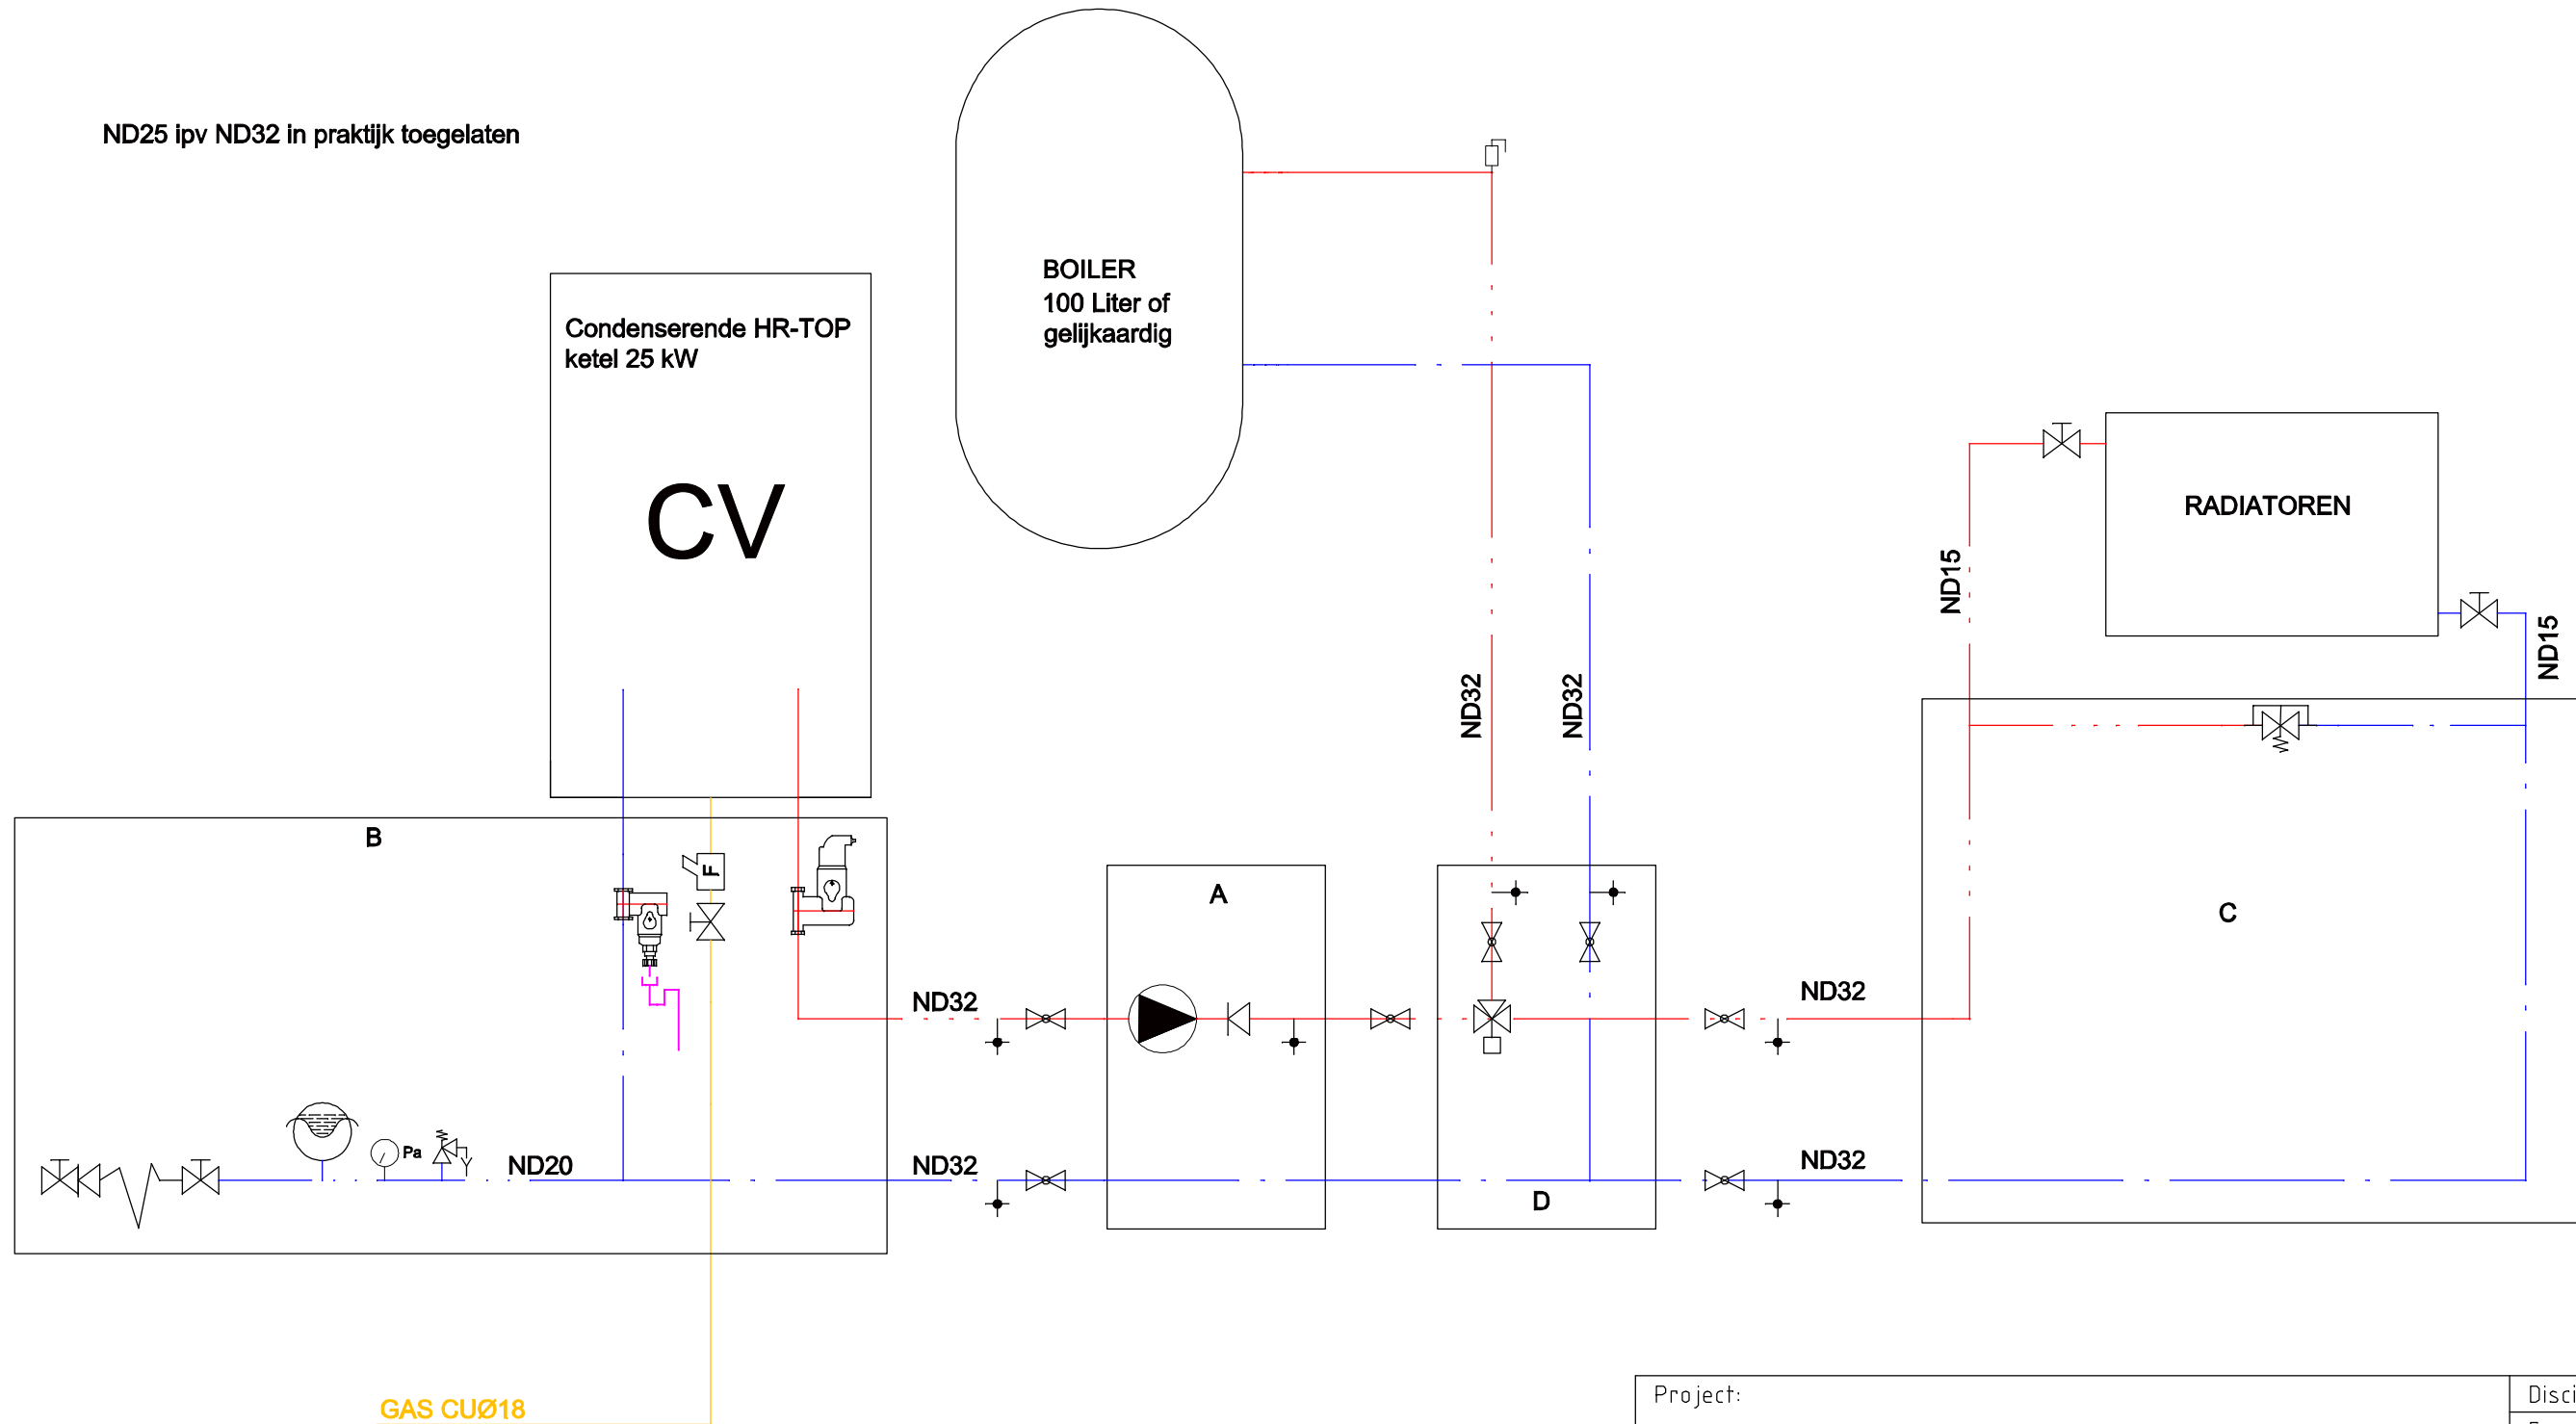 ND25 ipv ND32 in praktijk toegelaten
BOILER
100 Liter of
gelijkaardig
Condenserende HR-TOP
ketel 25 kW
CV
RADIATOREN
ND15
ND15
ND32
ND32
B
F
A
C
ND32
ND32
Pa
ND20
ND32
ND32
D
GAS CUØ18
Project:
Disci